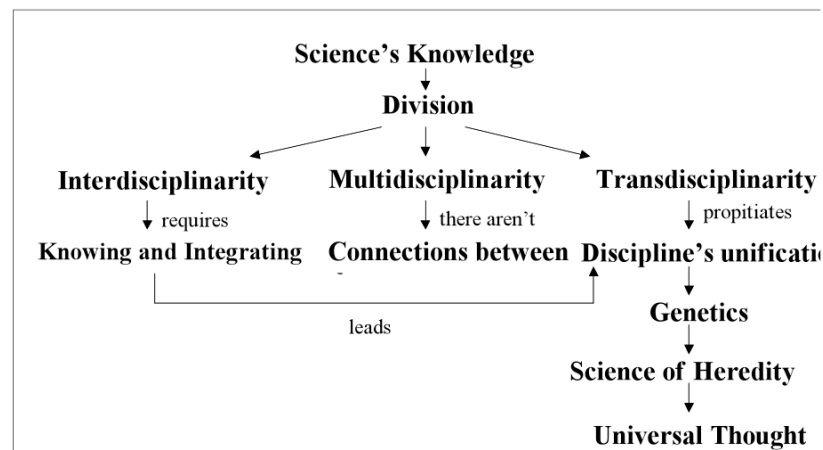 Science’s Knowledge
Division
Interdisciplinarity Multidisciplinarity Transdisciplinarity
requires there aren’t propitiates
Knowing and Integrating Connections between Discipline’s unificati
leads
Genetics
Science of Heredity
Universal Thought